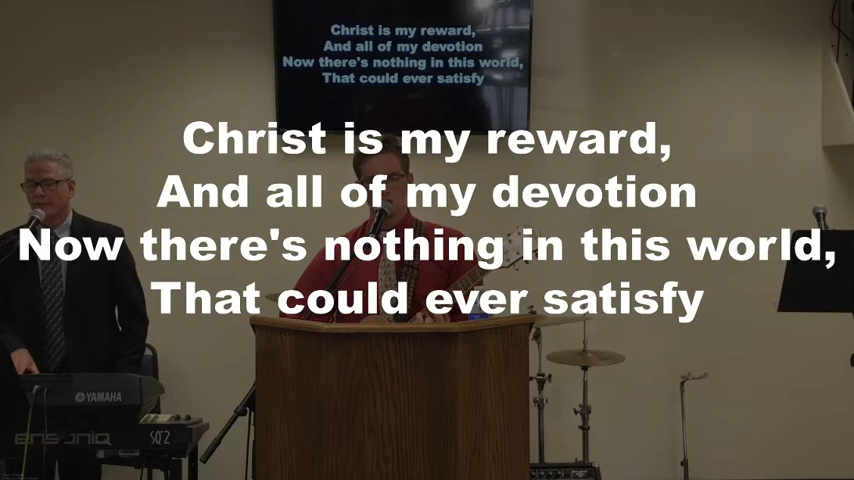 Christ is my reward,
And all of my devotion
Now there's nothing in this world,
That could ever satisfy
Christ is my reward,
And all of my devotion
Now there's nothing in this world,
That could ever satisfy
YAMAHA
ensoniq SQ2